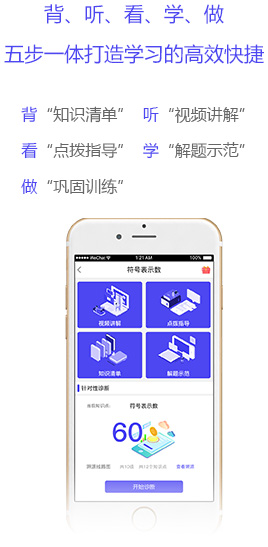 背、听、看、学、做
五步一体打造学习的高效快捷
背“知识清单” 听“视频讲解”
看“点拨指导” 学“解题示范”
做“巩固训练”
WeChat 1:21 AM 100%
符号表示数
视频讲解 点拨指导
知识清单 解题示范
针对性诊断
符号表示数
60
查看解读
开始诊断